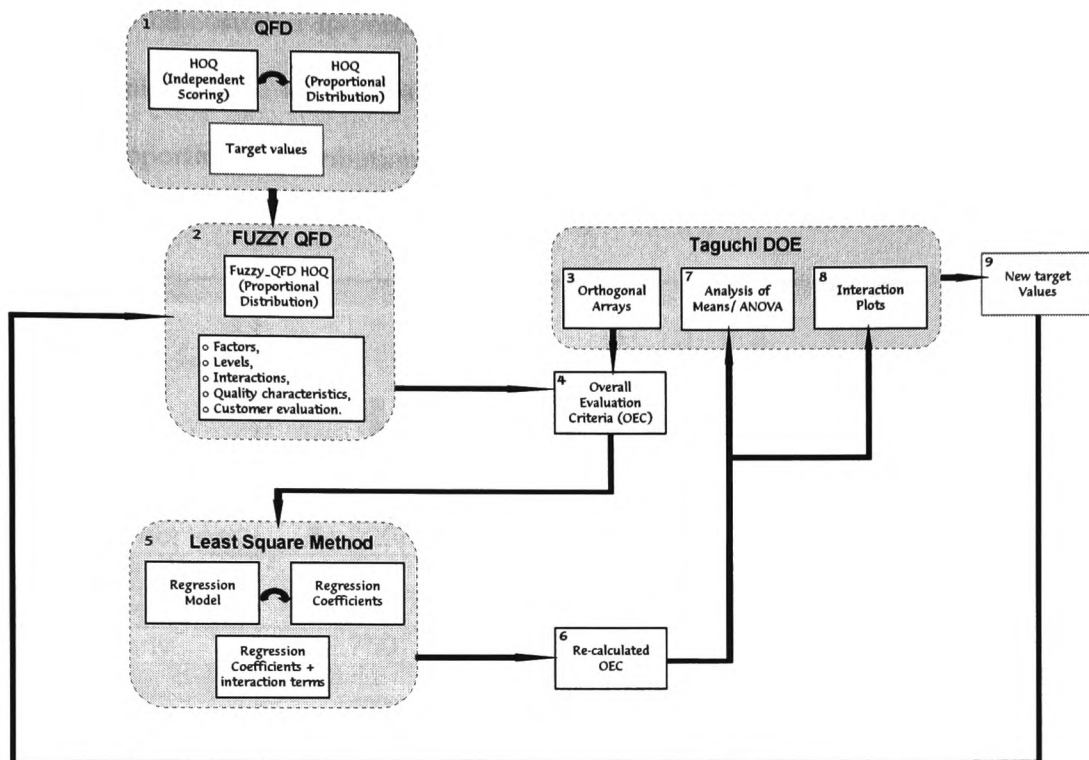 1
QFD
HOQ
(Independent
Scoring)
HOQ
(Proportional
Distribution)
Target values
2
FUZZY QFD
Fuzzy_QFD HOQ
(Proportional
Distribution)
o Factors,
o Levels,
o Interactions,
o Quality characteristics,
o Customer evaluation.
Taguchi DOE
3
Orthogonal
Arrays
7
Analysis of
Means/ ANOVA
8
Interaction
Plots
9
New target
Values
4
Overall
Evaluation
Criteria (OEC)
5
Least Square Method
Regression
Model
Regression
Coefficients
Regression
Coefficients +
interaction terms
6
Re-calculated
OEC